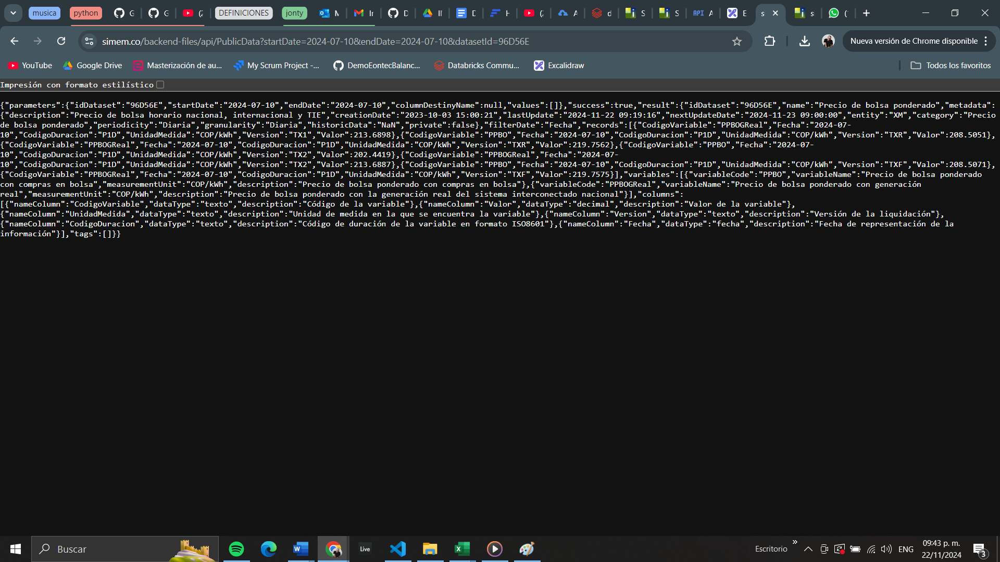 musica
python
G
G
(2
DEFINICIONES
jonty
M
Ir
D
II
D
H
(2
A
d
S
S
API
A
E
s
s
(
simem.co/backend-files/api/PublicData?startDate=2024-07-10&endDate=2024-07-10&datasetId=96D56E
Nueva versión de Chrome disponible
YouTube
Google Drive
Masterización de au...
My Scrum Project -...
DemoEontecBalanc...
Databricks Commu...
Excalidraw
Todos los favoritos
Impresión con formato estilístico
{"parameters":{"idDataset":"96D56E","startDate":"2024-07-10","endDate":"2024-07-10","columnDestinyName":null,"values":[]},"success":true,"result":{"idDataset":"96D56E","name":"Precio de bolsa ponderado","metadata":
{"description":"Precio de bolsa horario nacional, internacional y TIE","creationDate":"2023-10-03 15:00:21","lastUpdate":"2024-11-22 09:19:16","nextUpdateDate":"2024-11-23 09:00:00","entity":"XM","category":"Precio
de bolsa ponderado","periodicity":"Diaria","granularity":"Diaria","historicData":"NaN","private":false},"filterDate":"Fecha","records":[{"CodigoVariable":"PPBOGReal","Fecha":"2024-07-
10","CodigoDuracion":"P1D","UnidadMedida":"COP/kWh","Version":"TX1","Valor":213.6898},{"CodigoVariable":"PPBO","Fecha":"2024-07-10","CodigoDuracion":"P1D","UnidadMedida":"COP/kWh","Version":"TXR","Valor":208.5051},
{"CodigoVariable":"PPBOGReal","Fecha":"2024-07-10","CodigoDuracion":"P1D","UnidadMedida":"COP/kWh","Version":"TXR","Valor":219.7562},{"CodigoVariable":"PPBO","Fecha":"2024-07-
10","CodigoDuracion":"P1D","UnidadMedida":"COP/kWh","Version":"TX2","Valor":202.4419},{"CodigoVariable":"PPBOGReal","Fecha":"2024-07-
10","CodigoDuracion":"P1D","UnidadMedida":"COP/kWh","Version":"TX2","Valor":213.6887},{"CodigoVariable":"PPBO","Fecha":"2024-07-10","CodigoDuracion":"P1D","UnidadMedida":"COP/kWh","Version":"TXF","Valor":208.5071},
{"CodigoVariable":"PPBOGReal","Fecha":"2024-07-10","CodigoDuracion":"P1D","UnidadMedida":"COP/kWh","Version":"TXF","Valor":219.7575}],"variables":[{"variableCode":"PPBO","variableName":"Precio de bolsa ponderado
con compras en bolsa","measurementUnit":"COP/kWh","description":"Precio de bolsa ponderado con compras en bolsa"},{"variableCode":"PPBOGReal","variableName":"Precio de bolsa ponderado con generación
real","measurementUnit":"COP/kWh","description":"Precio de bolsa ponderado con la generación real del sistema interconectado nacional"}],"columns":
[{"nameColumn":"CodigoVariable","dataType":"texto","description":"Código de la variable"},{"nameColumn":"Valor","dataType":"decimal","description":"Valor de la variable"},
{"nameColumn":"UnidadMedida","dataType":"texto","description":"Unidad de medida en la que se encuentra la variable"},{"nameColumn":"Version","dataType":"texto","description":"Versión de la liquidación"},
{"nameColumn":"CodigoDuracion","dataType":"texto","description":"Código de duración de la variable en formato ISO8601"},{"nameColumn":"Fecha","dataType":"fecha","description":"Fecha de representación de la
información"}],"tags":[]}}
Buscar
Live
Escritorio
ENG
09:43 p. m.
22/11/2024
3